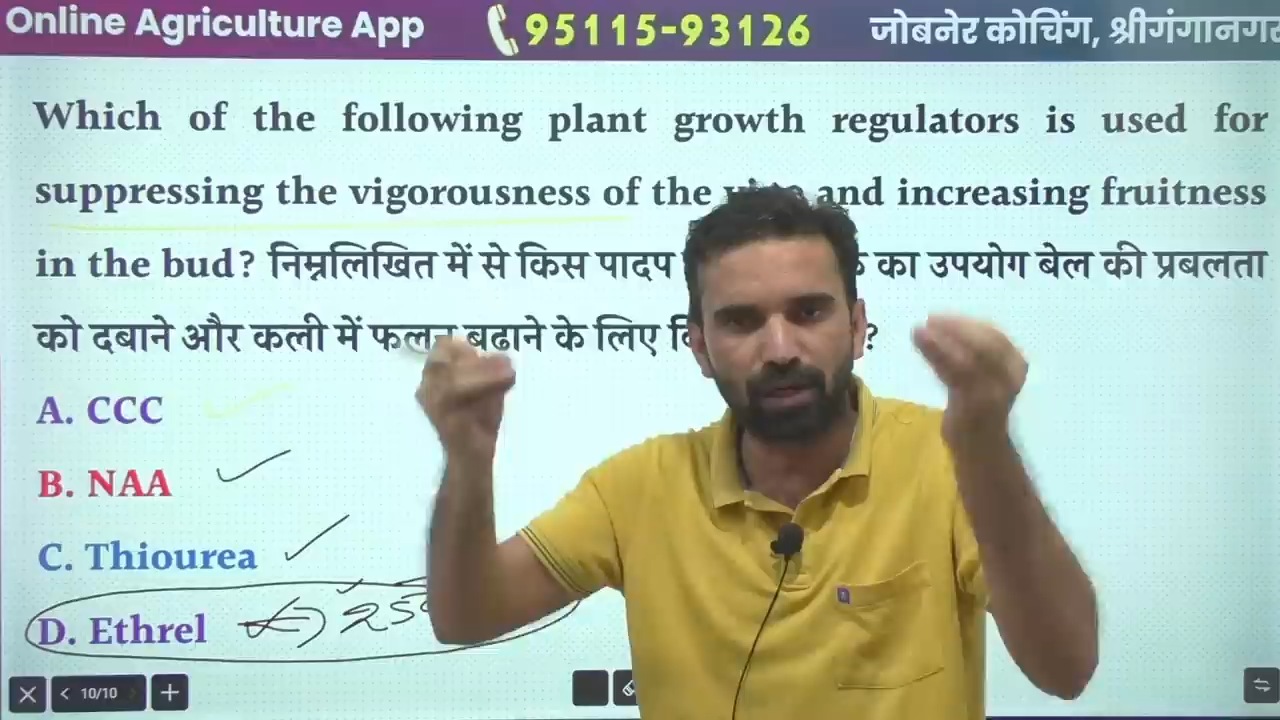 Online Agriculture App 95115-93126 जोबनेर कोचिंग, श्रीगंगानगर
Which of the following plant growth regulators is used for
suppressing the vigorousness of the and increasing fruitness
in the bud? निम्नलिखित में से किस पादप का उपयोग बेल की प्रबलता
को दबाने और कली में फलन बढ़ाने के लिए ?
A. CCC
B. NAA
C. Thiourea
D. Ethrel
10/10